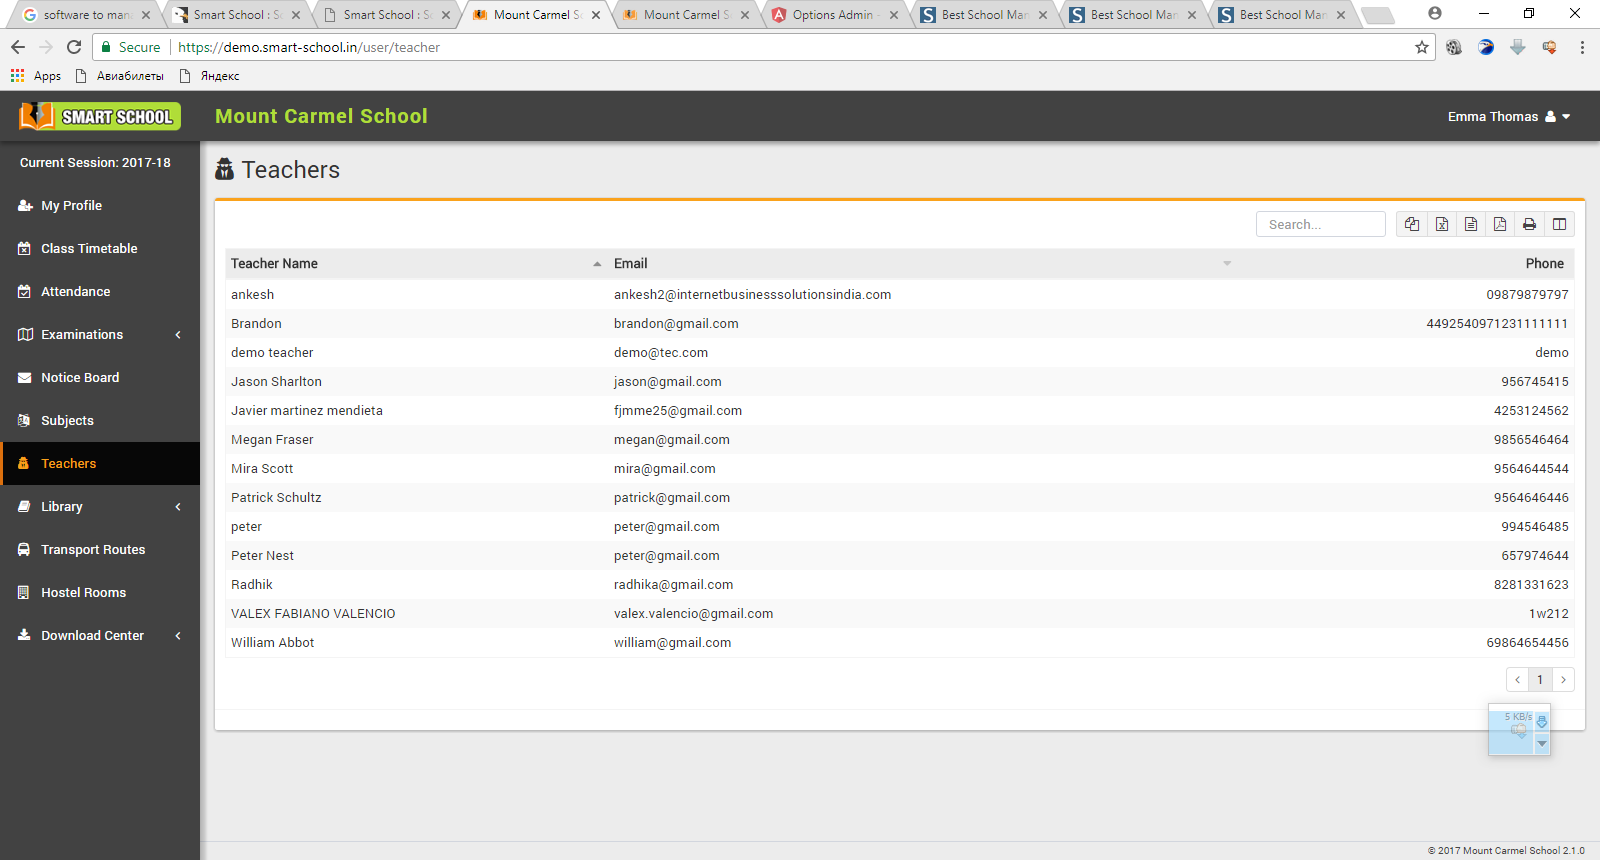 software to mana
Smart School : Sc
Smart School : Sc
Mount Carmel Sc
Mount Carmel Sc
Options Admin -
Best School Man
Best School Man
Best School Man
Secure https://demo.smart-school.in/user/teacher
Apps Авиабилеты Яндекс
SMART SCHOOL Mount Carmel School Emma Thomas
Current Session: 2017-18
My Profile
Class Timetable
Attendance
Examinations
Notice Board
Subjects
Teachers
Library
Transport Routes
Hostel Rooms
Download Center
Teachers
Search...
Teacher Name Email Phone
ankesh ankesh2@internetbusinesssolutionsindia.com 09879879797
Brandon brandon@gmail.com 4492540971231111111
demo teacher demo@tec.com demo
Jason Sharlton jason@gmail.com 956745415
Javier martinez mendieta fjmme25@gmail.com 4253124562
Megan Fraser megan@gmail.com 9856546464
Mira Scott mira@gmail.com 9564644544
Patrick Schultz patrick@gmail.com 9564646446
peter peter@gmail.com 994546485
Peter Nest peter@gmail.com 657974644
Radhik radhika@gmail.com 8281331623
VALEX FABIANO VALENCIO valex.valencio@gmail.com 1w212
William Abbot william@gmail.com 69864654456
1
5 KB/s
© 2017 Mount Carmel School 2.1.0